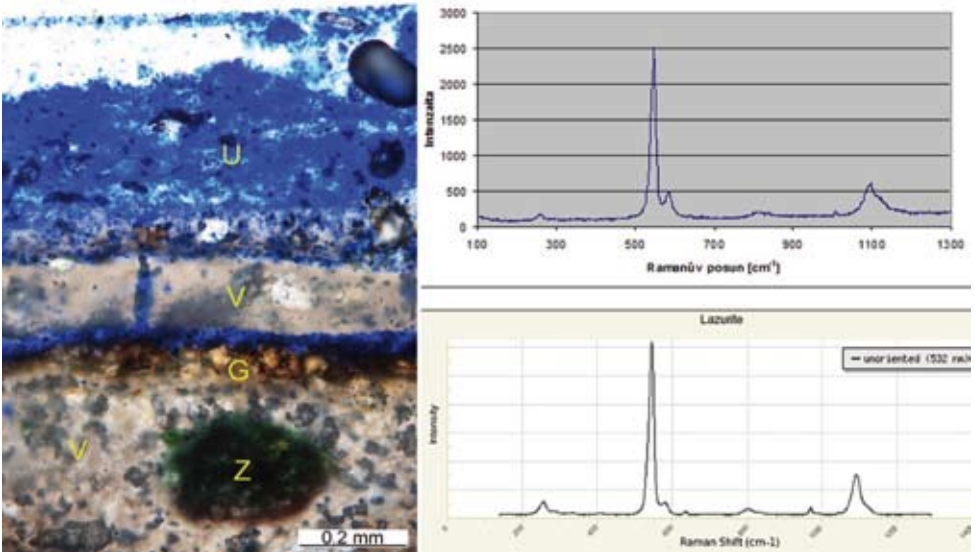 U
V
G
V
Z
0.2 mm
3000
2500
2000
1500
1000
500
0
Intenzita
100 300 500 700 900 1100 1300
Ramanův posun [cm-1]
Lazurite
unoriented (532 nm)
Intensity
Raman Shift (cm-1)